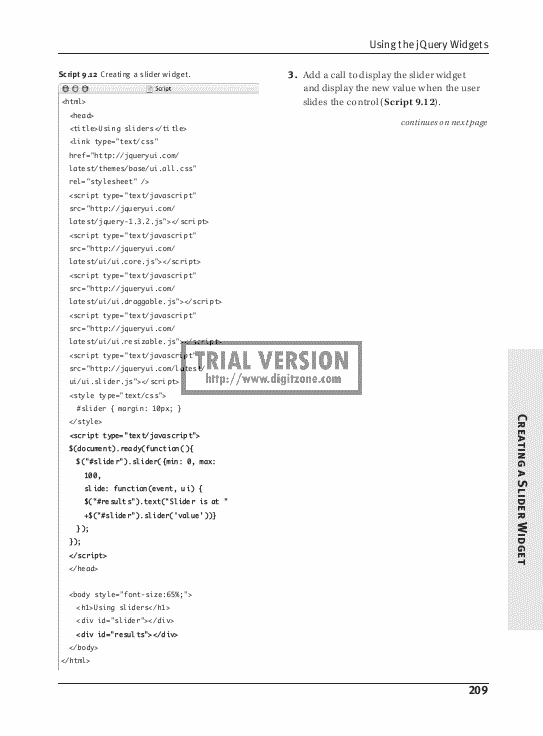 Using the jQuery Widgets
Script 9.12 Creating a slider widget.
Script
<html>
<head>
<title>Using sliders</title>
<link type="text/css"
href="http://jqueryui.com/
latest/themes/base/ui.all.css"
rel="stylesheet" />
<script type="text/javascript"
src="http://jqueryui.com/
latest/jquery-1.3.2.js"></script>
<script type="text/javascript"
src="http://jqueryui.com/
latest/ui/ui.core.js"></script>
<script type="text/javascript"
src="http://jqueryui.com/
latest/ui/ui.draggable.js"></script>
<script type="text/javascript"
src="http://jqueryui.com/
latest/ui/ui.resizable.js"></script>
<script type="text/javascript"
src="http://jqueryui.com/latest/
ui/ui.slider.js"></script>
<style type="text/css">
#slider { margin: 10px; }
</style>
<script type="text/javascript">
$(document).ready(function(){
$("#slider").slider({min: 0, max:
100,
slide: function(event, ui) {
$("#results").text("Slider is at "
+$("#slider").slider('value'))}
});
});
</script>
</head>
<body style="font-size:65%;">
<h1>Using sliders</h1>
<div id="slider"></div>
<div id="results"></div>
</body>
</html>
3. Add a call to display the slider widget
and display the new value when the user
slides the control (Script 9.12).
continues on next page
TRIAL VERSION
http://www.digitzone.com
Creating a Slider Widget
209